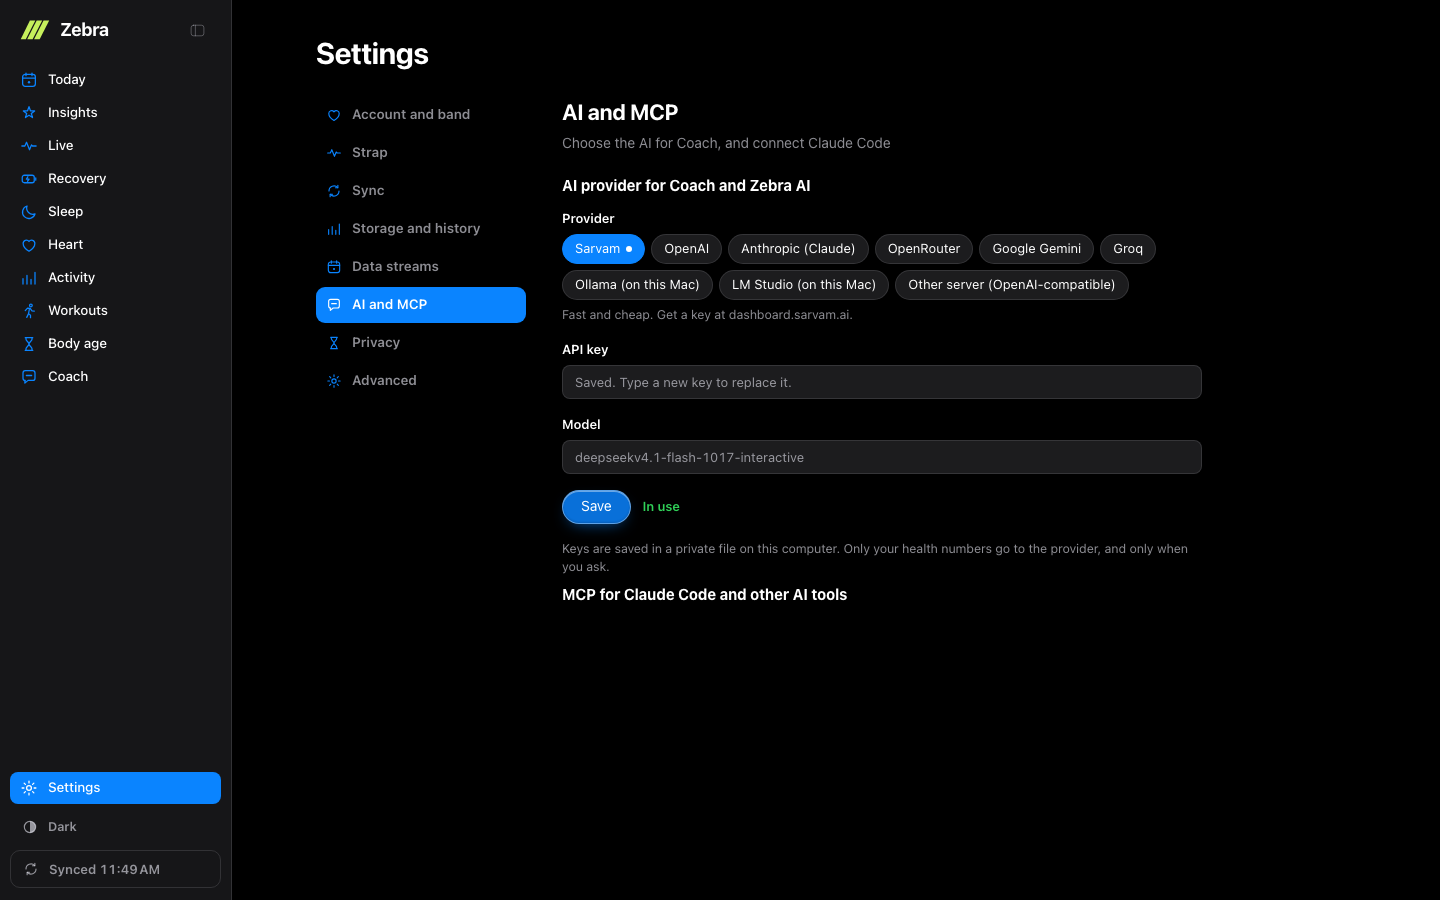 Zebra
Today
Insights
Live
Recovery
Sleep
Heart
Activity
Workouts
Body age
Coach
Settings
Dark
Synced 11:49 AM
Settings
Account and band
Strap
Sync
Storage and history
Data streams
AI and MCP
Privacy
Advanced
AI and MCP
Choose the AI for Coach, and connect Claude Code
AI provider for Coach and Zebra AI
Provider
Sarvam OpenAI Anthropic (Claude) OpenRouter Google Gemini Groq
Ollama (on this Mac) LM Studio (on this Mac) Other server (OpenAI-compatible)
Fast and cheap. Get a key at dashboard.sarvam.ai.
API key
Saved. Type a new key to replace it.
Model
deepseekv4.1-flash-1017-interactive
Save In use
Keys are saved in a private file on this computer. Only your health numbers go to the provider, and only when
you ask.
MCP for Claude Code and other AI tools